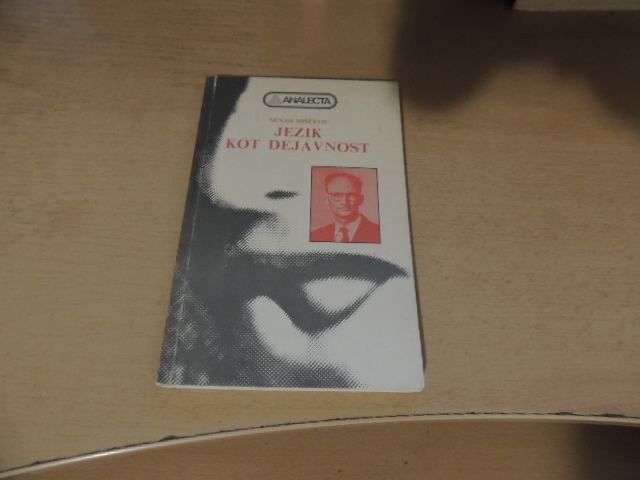 ANALECTA
NENAD MIŠČEVIĆ
JEZIK
KOT DEJAVNOST